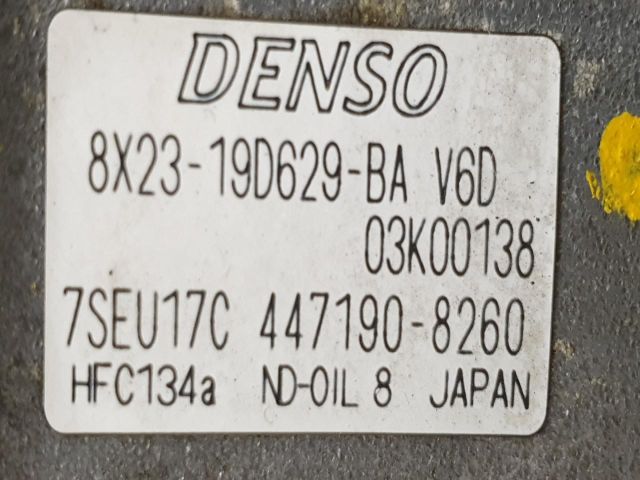 DENSO
8X23-19D629-BA V6D
03K00138
7SEU17C 447190-8260
HFC134a ND-OIL 8 JAPAN